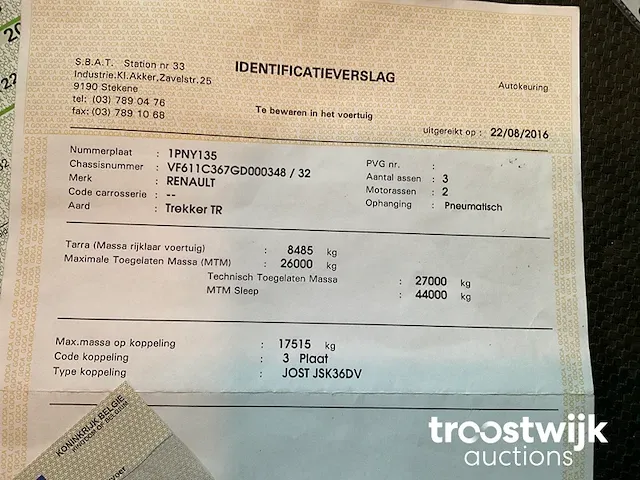 S.B.A.T. Station nr 33
Industrie.Kl.Akker,Zavelstr.25
9190 Stekene
tel: (03) 789 04 76
fax: (03) 789 10 68
IDENTIFICATIEVERSLAG
Autokeuring
Te bewaren in het voertuig
uitgereikt op : 22/08/2016
Nummerplaat : 1PNY135
Chassisnummer : VF611C367GD000348 / 32
Merk : RENAULT
Code carrosserie : --
Aard : Trekker TR
PVG nr. :
Aantal assen : 3
Motorassen : 2
Ophanging : Pneumatisch
Tarra (Massa rijklaar voertuig) : 8485 kg
Maximale Toegelaten Massa (MTM) : 26000 kg
Technisch Toegelaten Massa : 27000 kg
MTM Sleep : 44000 kg
Max.massa op koppeling : 17515 kg
Code koppeling : 3 Plaat
Type koppeling : JOST JSK36DV
KONINKRIJK BELGIE
KINGDOM OF BELGIUM
troostwijk
auctions